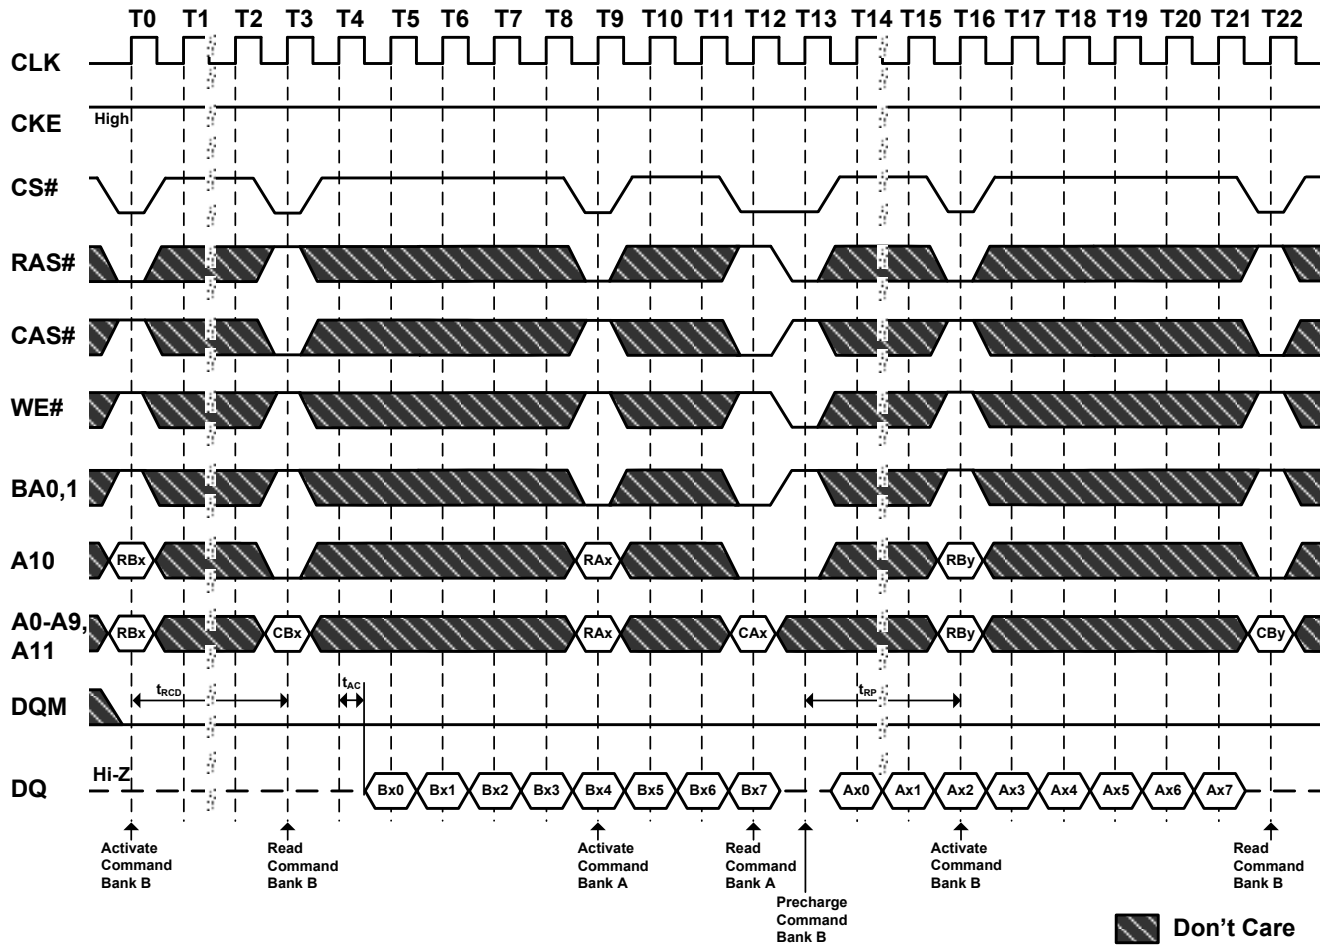 T0 T1 T2 T3 T4 T5 T6 T7 T8 T9 T10 T11 T12 T13 T14 T15 T16 T17 T18 T19 T20 T21 T22
CLK
CKE High
CS#
RAS#
CAS#
WE#
BA0,1
A10 RBx RAx RBy
A0-A9,
A11 RBx CBx RAx CAx RBy CBy
tRCD tAC tRP
DQM
Hi-Z
DQ Bx0 Bx1 Bx2 Bx3 Bx4 Bx5 Bx6 Bx7 Ax0 Ax1 Ax2 Ax3 Ax4 Ax5 Ax6 Ax7
Activate
Command
Bank B
Read
Command
Bank B
Activate
Command
Bank A
Read
Command
Bank A
Precharge
Command
Bank B
Activate
Command
Bank B
Read
Command
Bank B
Don't Care